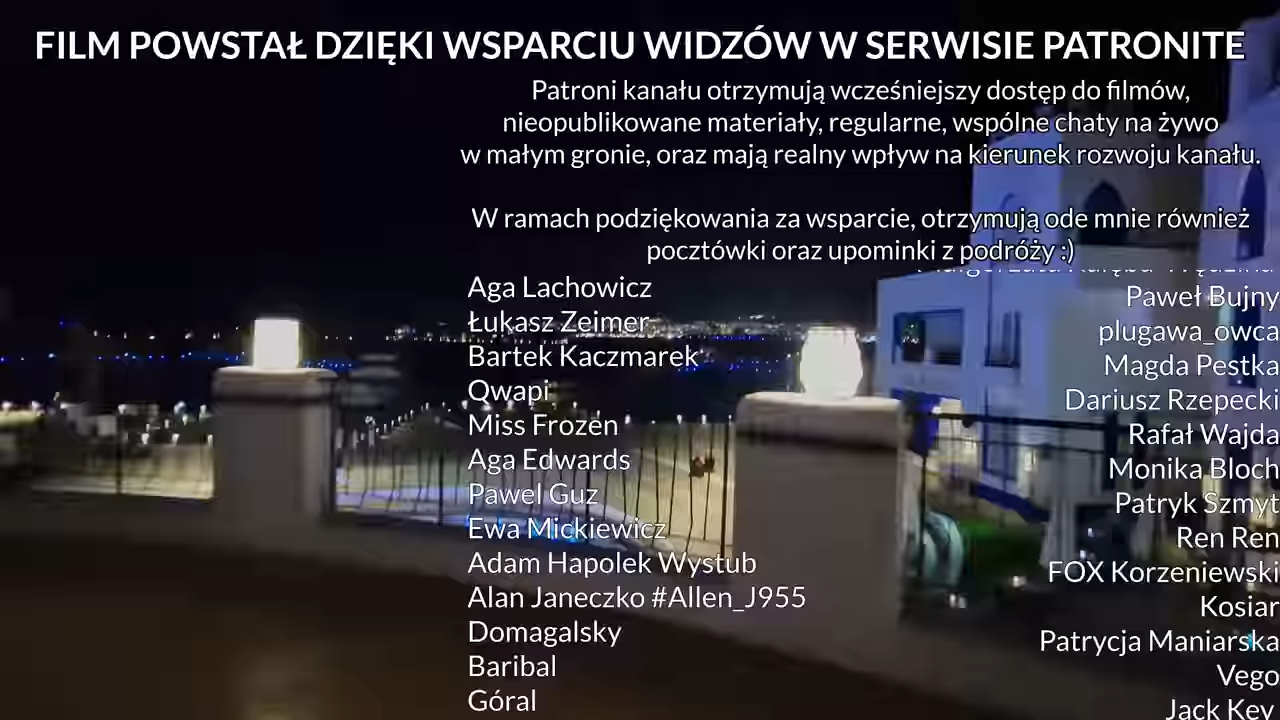 FILM POWSTAŁ DZIĘKI WSPARCIU WIDZÓW W SERWISIE PATRONITE
Patroni kanału otrzymują wcześniejszy dostęp do filmów,
nieopublikowane materiały, regularne, wspólne chaty na żywo
w małym gronie, oraz mają realny wpływ na kierunek rozwoju kanału.
W ramach podziękowania za wsparcie, otrzymują ode mnie również
pocztówki oraz upominki z podróży :)
Aga Lachowicz
Łukasz Zeimer
Bartek Kaczmarek
Qwapi
Miss Frozen
Aga Edwards
Pawel Guz
Ewa Mickiewicz
Adam Hapolek Wystub
Alan Janeczko #Allen_J955
Domagalsky
Baribal
Góral
Paweł Bujny
plugawa_owca
Magda Pestka
Dariusz Rzepecki
Rafał Wajda
Monika Bloch
Patryk Szmyt
Ren Ren
FOX Korzeniewski
Kosiar
Patrycja Maniarska
Vego
Jack Key